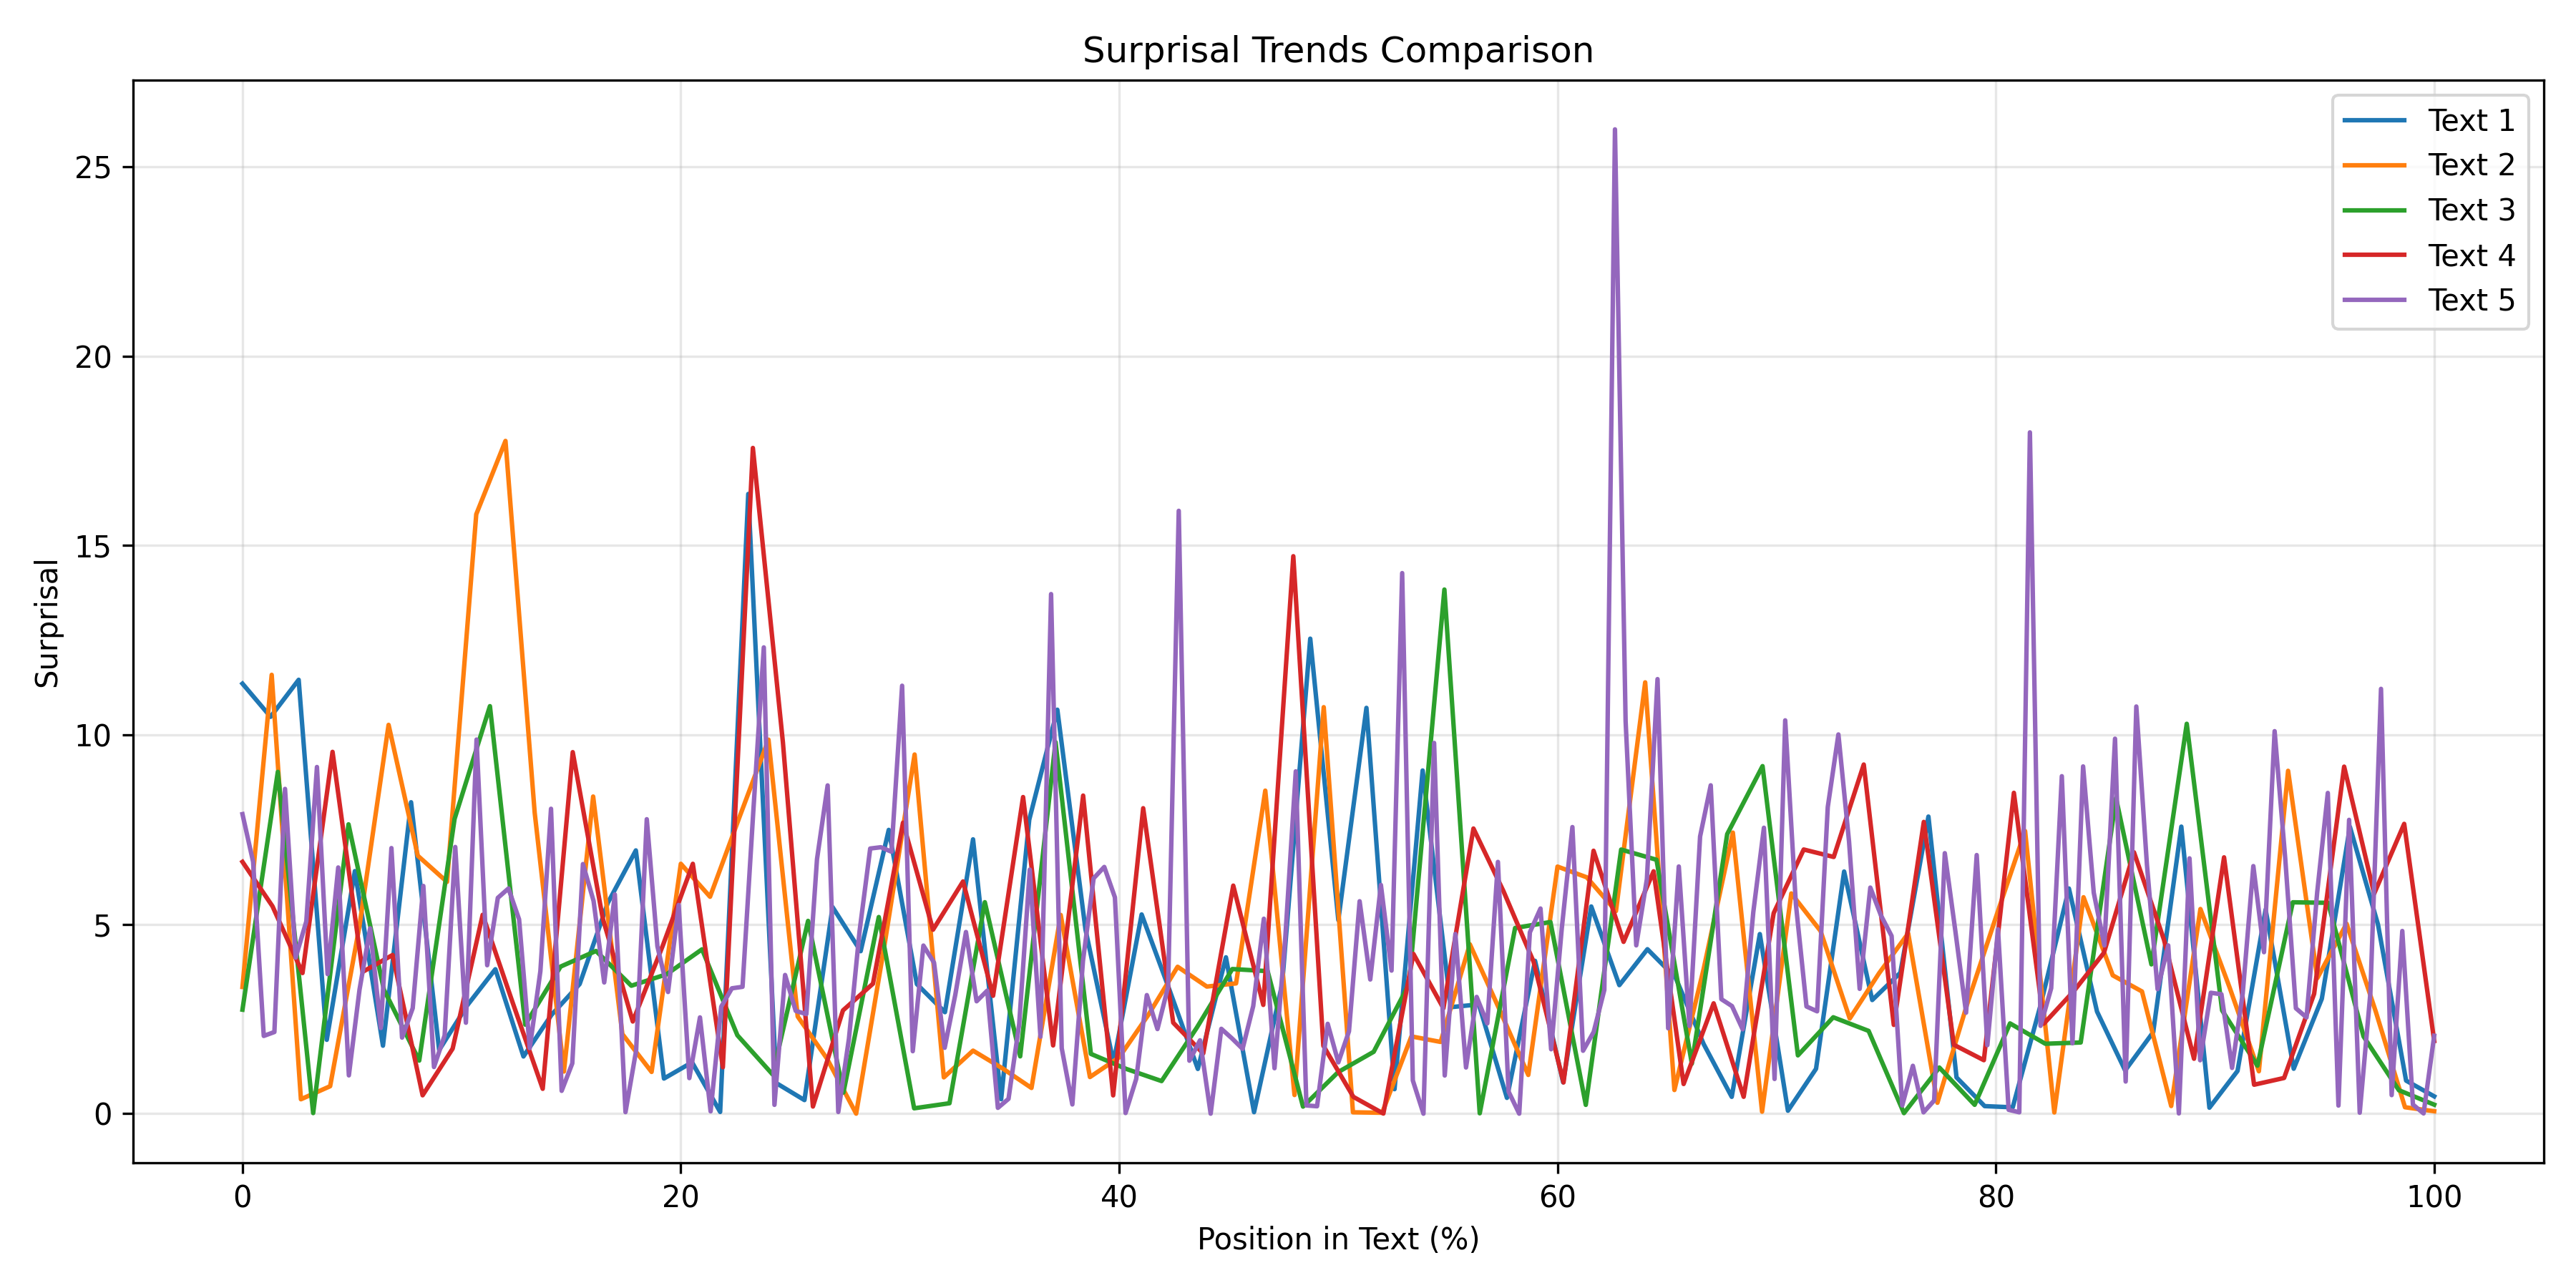 Surprisal Trends Comparison
Text 1
Text 2
Text 3
Text 4
Text 5
25
20
15
10
5
0
Surprisal
0 20 40 60 80 100
Position in Text (%)